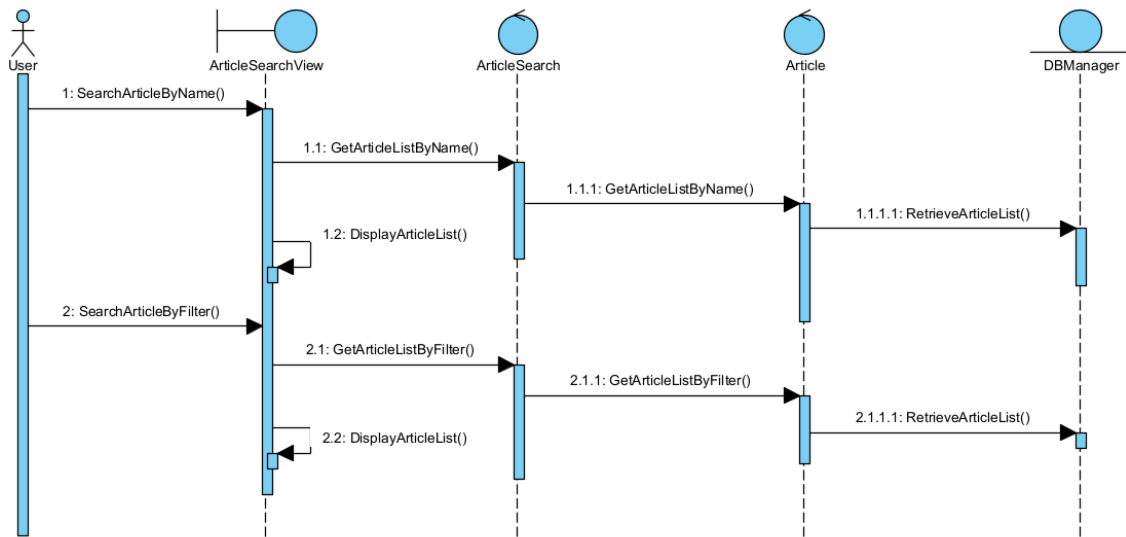 User
ArticleSearchView
ArticleSearch
Article
DBManager
1: SearchArticleByName()
1.1: GetArticleListByName()
1.1.1: GetArticleListByName()
1.1.1.1: RetrieveArticleList()
1.2: DisplayArticleList()
2: SearchArticleByFilter()
2.1: GetArticleListByFilter()
2.1.1: GetArticleListByFilter()
2.1.1.1: RetrieveArticleList()
2.2: DisplayArticleList()